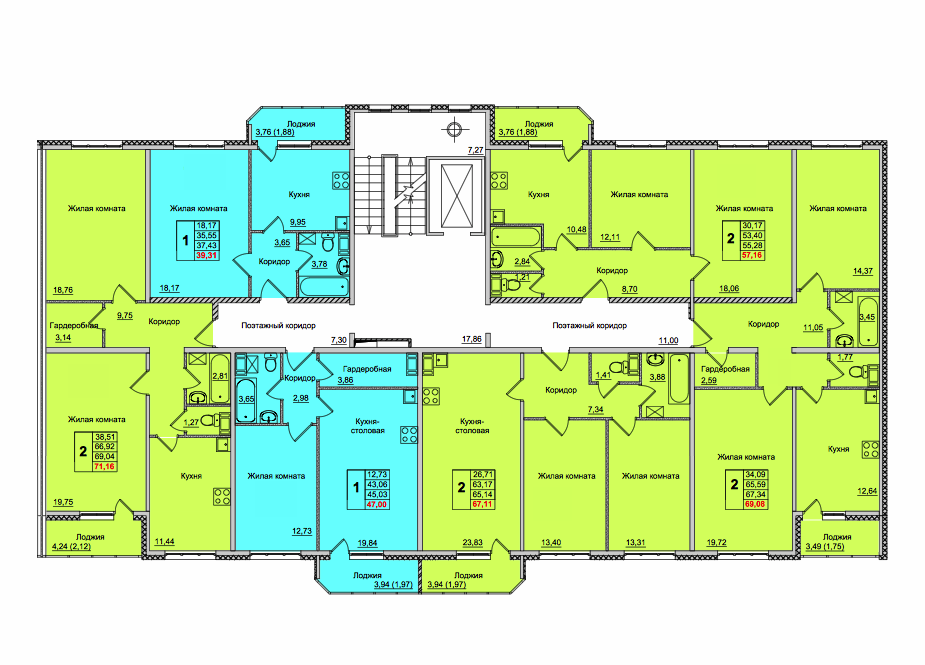 Лоджия
3,76 (1,88)
7,27
Лоджия
3,76 (1,88)
Жилая комната
18,76
Жилая комната
1
18,17
35,55
37,43
39,31
18,17
Кухня
9,95
3,65
Коридор
3,78
Кухня
10,48
Жилая комната
12,11
Жилая комната
2
30,17
53,40
55,28
57,16
18,06
Жилая комната
14,37
2,84
1,21
Коридор
8,70
9,75
Коридор
Гардеробная
3,14
Поэтажный коридор
7,30
17,86
Поэтажный коридор
11,00
Коридор
11,05
3,45
1,77
Гардеробная
2,59
2,81
1,27
3,65
Коридор
2,98
Гардеробная
3,86
Коридор
7,34
1,41
3,88
Жилая комната
2
38,51
66,92
69,04
71,16
19,75
Кухня
11,44
Жилая комната
12,73
Кухня-
столовая
1
12,73
43,06
45,03
47,00
19,84
Кухня-
столовая
2
26,71
63,17
65,14
67,11
23,83
Жилая комната
13,40
Жилая комната
13,31
Жилая комната
2
34,09
65,59
67,34
69,08
19,72
Кухня
12,64
Лоджия
4,24 (2,12)
Лоджия
3,94 (1,97)
Лоджия
3,94 (1,97)
Лоджия
3,49 (1,75)